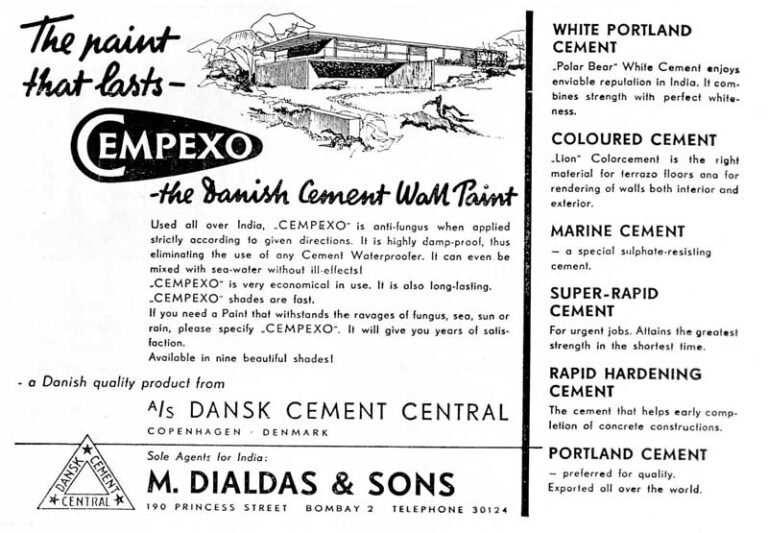 The paint
that lasts —
CEMPEXO
- the Danish Cement Wall Paint
Used all over India, „CEMPEXO“ is anti-fungus when applied
strictly according to given directions. It is highly damp-proof, thus
eliminating the use of any Cement Waterproofer. It can even be
mixed with sea-water without ill-effects!
„CEMPEXO“ is very economical in use. It is also long-lasting.
„CEMPEXO“ shades are fast.
If you need a Paint that withstands the ravages of fungus, sea, sun or
rain, please specify „CEMPEXO“. It will give you years of satis-
faction.
Available in nine beautiful shades!
- a Danish quality product from
A/S DANSK CEMENT CENTRAL
COPENHAGEN · DENMARK
DANSK CEMENT CENTRAL
Sole Agents for India:
M. DIALDAS & SONS
190 PRINCESS STREET BOMBAY 2 TELEPHONE 30124
WHITE PORTLAND
CEMENT
„Polar Bear“ White Cement enjoys
enviable reputation in India. It com-
bines strength with perfect white-
ness.
COLOURED CEMENT
„Lion“ Colorcement is the right
material for terrazo floors and for
rendering of walls both interior and
exterior.
MARINE CEMENT
— a special sulphate-resisting
cement.
SUPER-RAPID
CEMENT
For urgent jobs. Attains the greatest
strength in the shortest time.
RAPID HARDENING
CEMENT
The cement that helps early comp-
letion of concrete constructions.
PORTLAND CEMENT
— preferred for quality.
Exported all over the world.